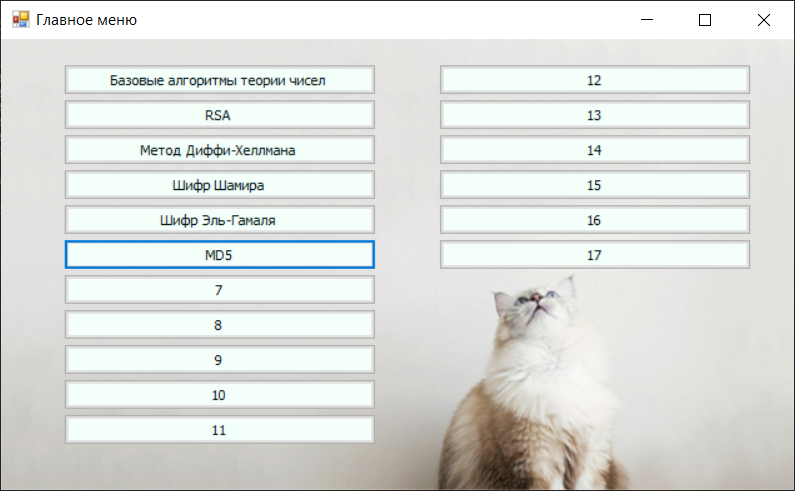 Главное меню
Базовые алгоритмы теории чисел
RSA
Метод Диффи-Хеллмана
Шифр Шамира
Шифр Эль-Гамаля
MD5
7
8
9
10
11
12
13
14
15
16
17